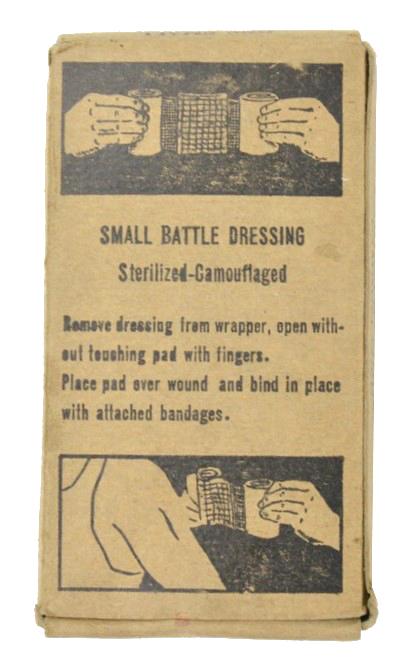 SMALL BATTLE DRESSING
Sterilized-Camouflaged
Remove dressing from wrapper, open with-
out touching pad with fingers.
Place pad over wound and bind in place
with attached bandages.